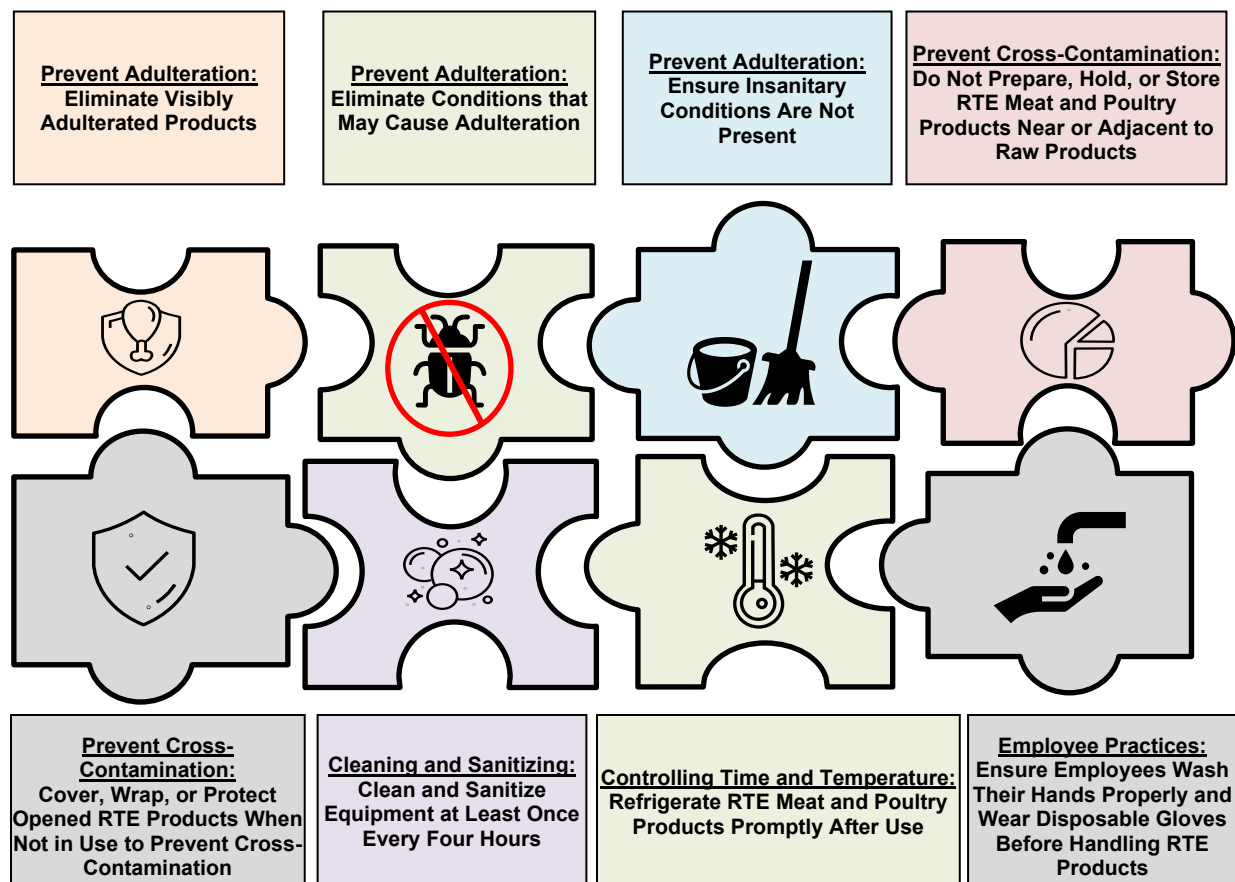 Prevent Adulteration:
Eliminate Visibly
Adulterated Products
Prevent Adulteration:
Eliminate Conditions that
May Cause Adulteration
Prevent Adulteration:
Ensure Insanitary
Conditions Are Not
Present
Prevent Cross-Contamination:
Do Not Prepare, Hold, or Store
RTE Meat and Poultry
Products Near or Adjacent to
Raw Products
Prevent Cross-
Contamination:
Cover, Wrap, or Protect
Opened RTE Products When
Not in Use to Prevent Cross-
Contamination
Cleaning and Sanitizing:
Clean and Sanitize
Equipment at Least Once
Every Four Hours
Controlling Time and Temperature:
Refrigerate RTE Meat and Poultry
Products Promptly After Use
Employee Practices:
Ensure Employees Wash
Their Hands Properly and
Wear Disposable Gloves
Before Handling RTE
Products